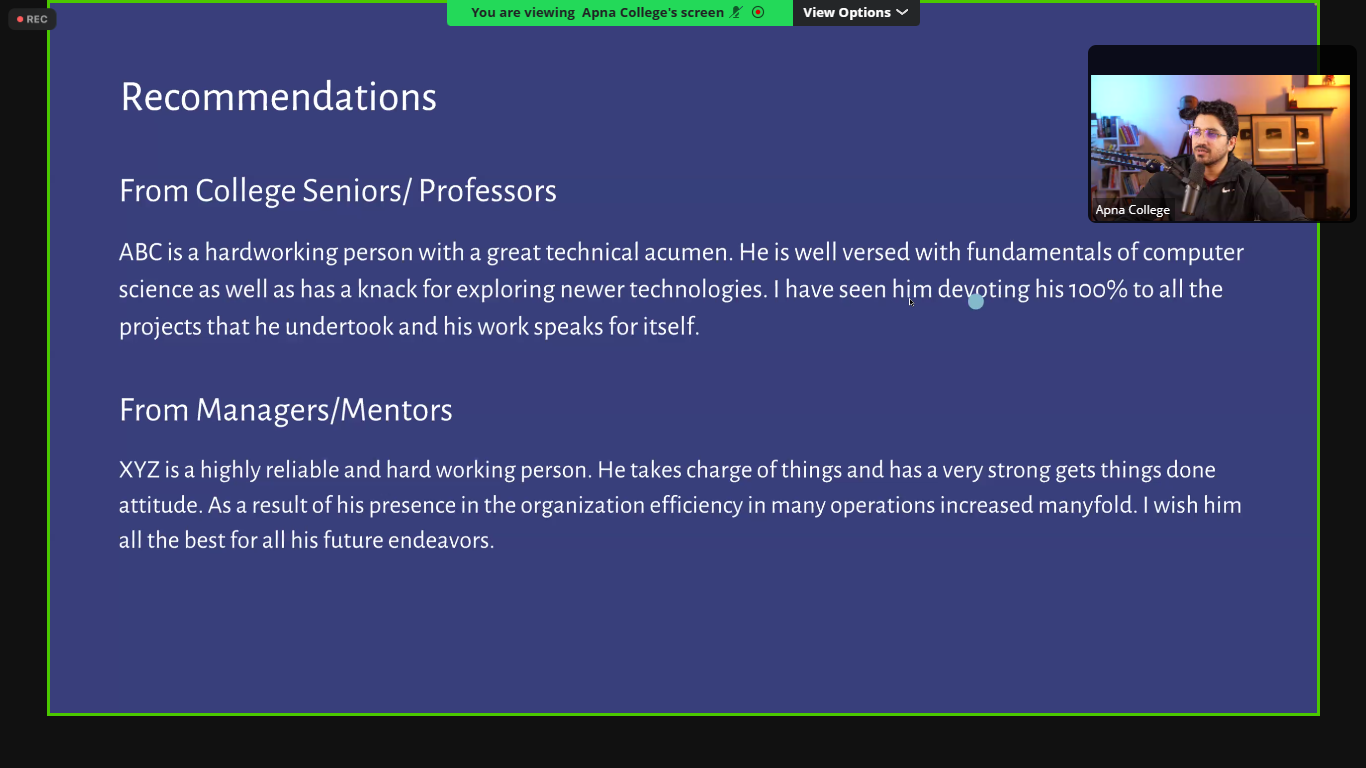 REC
You are viewing Apna College's screen
View Options
Recommendations
From College Seniors/ Professors
ABC is a hardworking person with a great technical acumen. He is well versed with fundamentals of computer
science as well as has a knack for exploring newer technologies. I have seen him devoting his 100% to all the
projects that he undertook and his work speaks for itself.
From Managers/Mentors
XYZ is a highly reliable and hard working person. He takes charge of things and has a very strong gets things done
attitude. As a result of his presence in the organization efficiency in many operations increased manyfold. I wish him
all the best for all his future endeavors.
Apna College